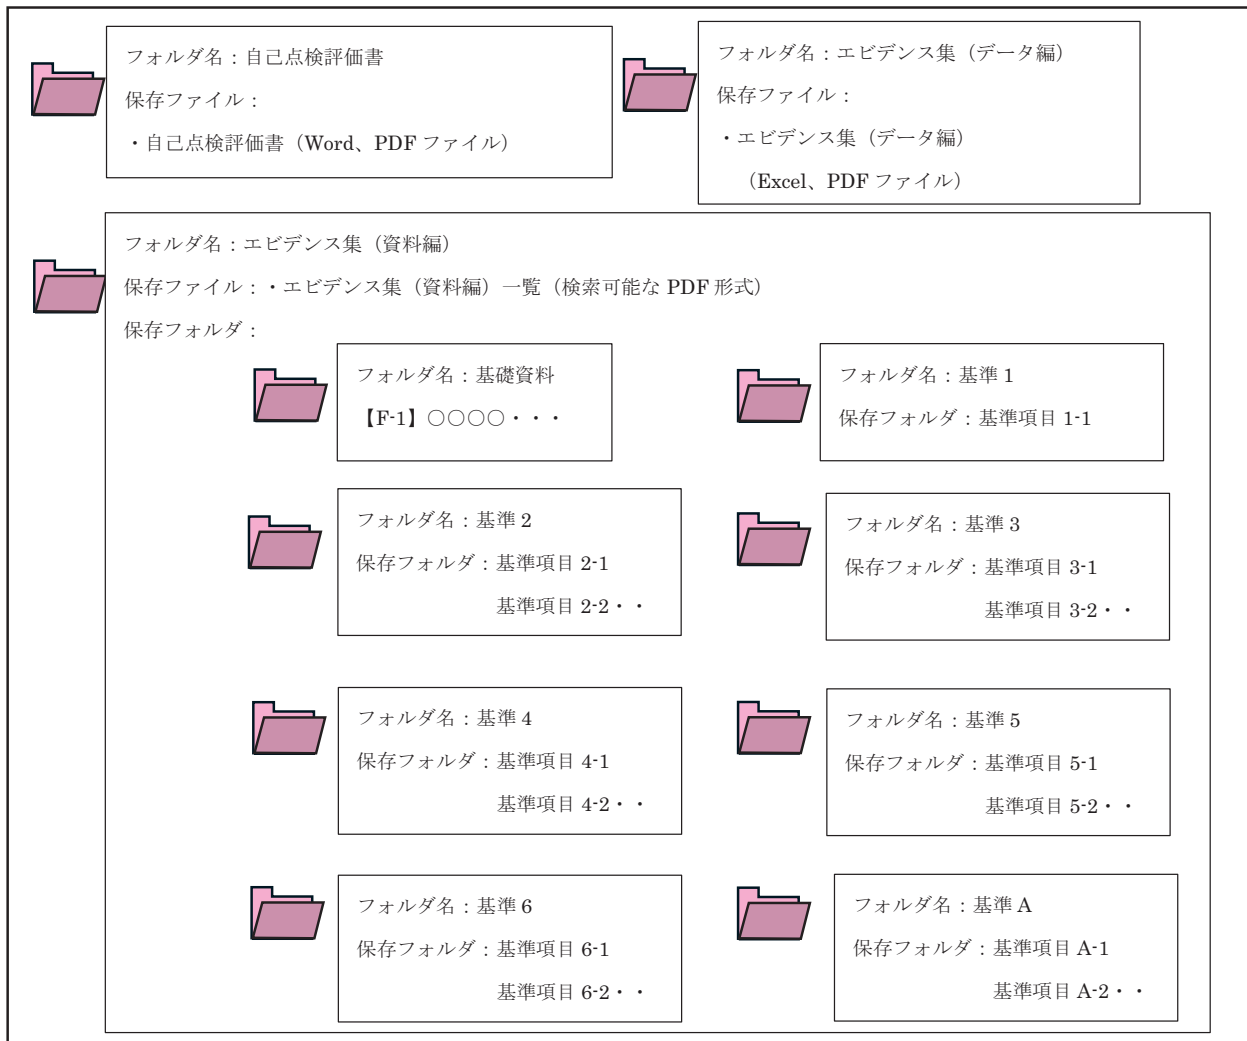 フォルダ名：自己点検評価書
保存ファイル：
・自己点検評価書（Word、PDF ファイル）
フォルダ名：エビデンス集（データ編）
保存ファイル：
・エビデンス集（データ編）
（Excel、PDF ファイル）
フォルダ名：エビデンス集（資料編）
保存ファイル：・エビデンス集（資料編）一覧（検索可能な PDF 形式）
保存フォルダ：
フォルダ名：基礎資料
【F-1】○○○○・・・
フォルダ名：基準 1
保存フォルダ：基準項目 1-1
フォルダ名：基準 2
保存フォルダ：基準項目 2-1
基準項目 2-2・・
フォルダ名：基準 3
保存フォルダ：基準項目 3-1
基準項目 3-2・・
フォルダ名：基準 4
保存フォルダ：基準項目 4-1
基準項目 4-2・・
フォルダ名：基準 5
保存フォルダ：基準項目 5-1
基準項目 5-2・・
フォルダ名：基準 6
保存フォルダ：基準項目 6-1
基準項目 6-2・・
フォルダ名：基準 A
保存フォルダ：基準項目 A-1
基準項目 A-2・・